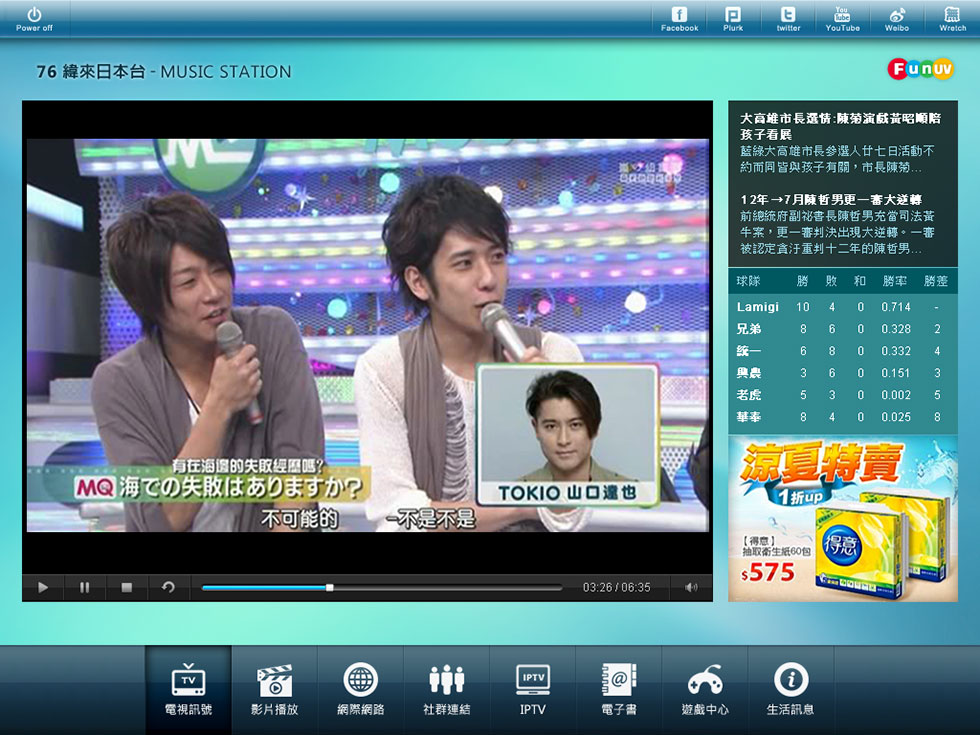 Power off
Facebook
Plurk
twitter
You Tube
YouTube
Weibo
無
Wretch
76 緯來日本台 - MUSIC STATION
FunUV
大高雄市長選情:陳菊演戲黃昭順陪
孩子看展
藍綠大高雄市長參選人廿七日活動不
約而同皆與孩子有關，市長陳菊...
12年→7月陳哲男更一審大逆轉
前總統府副祕書長陳哲男充當司法黃
牛案，更一審判決出現大逆轉。一審
被認定貪汙重判十二年的陳哲男...
球隊 勝 敗 和 勝率 勝差
Lamigi 10 4 0 0.714 -
兄弟 8 6 0 0.328 2
統一 6 8 0 0.332 4
興農 3 6 0 0.151 3
老虎 5 3 0 0.002 5
華泰 8 4 0 0.025 8
有在海邊的失敗經歷嗎?
MQ 海での失敗はありますか?
不可能的 -不是不是
TOKIO 山口達也
涼夏特賣
1折up
得意
【得意】
抽取衛生紙60包
$575
03:26 / 06:35
TV
IPTV
電視訊號
影片播放
網際網路
社群連結
IPTV
電子書
遊戲中心
生活訊息